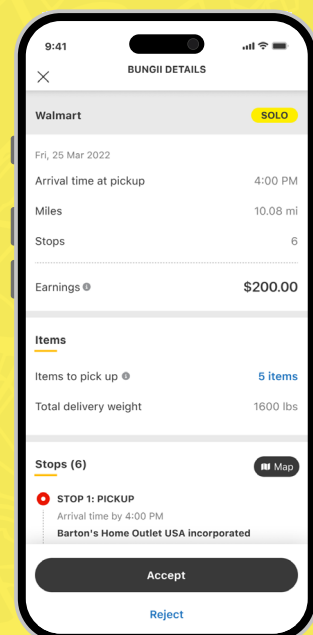 9:41
BUNGII DETAILS
Walmart SOLO
Fri, 25 Mar 2022
Arrival time at pickup 4:00 PM
Miles 10.08 mi
Stops 6
Earnings $200.00
Items
Items to pick up 5 items
Total delivery weight 1600 lbs
Stops (6) Map
STOP 1: PICKUP
Arrival time by 4:00 PM
Barton's Home Outlet USA incorporated
Accept
Reject